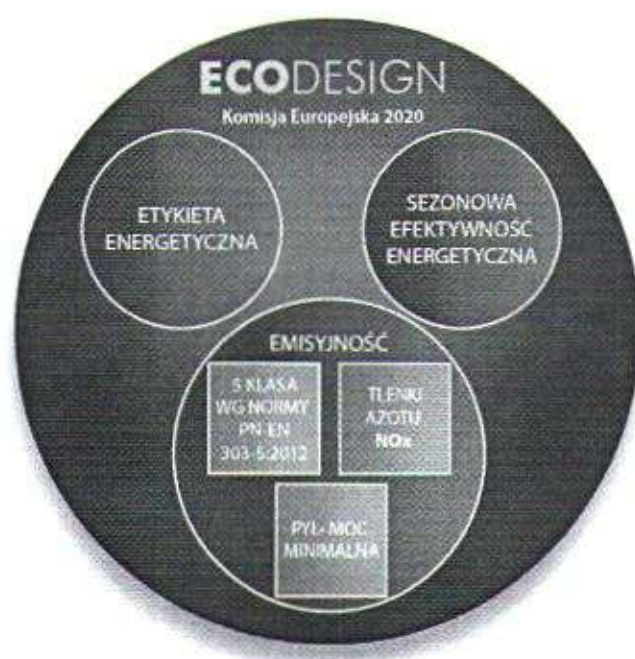 ECODESIGN
Komisja Europejska 2020
ETYKIETA
ENERGETYCZNA
SEZONOWA
EFEKTYWNOŚĆ
ENERGETYCZNA
EMISYJNOŚĆ
5 KLASA
WG NORMY
PN-EN
303-5:2012
TLENKI
AZOTU
NOx
PYŁ- MOC
MINIMALNA